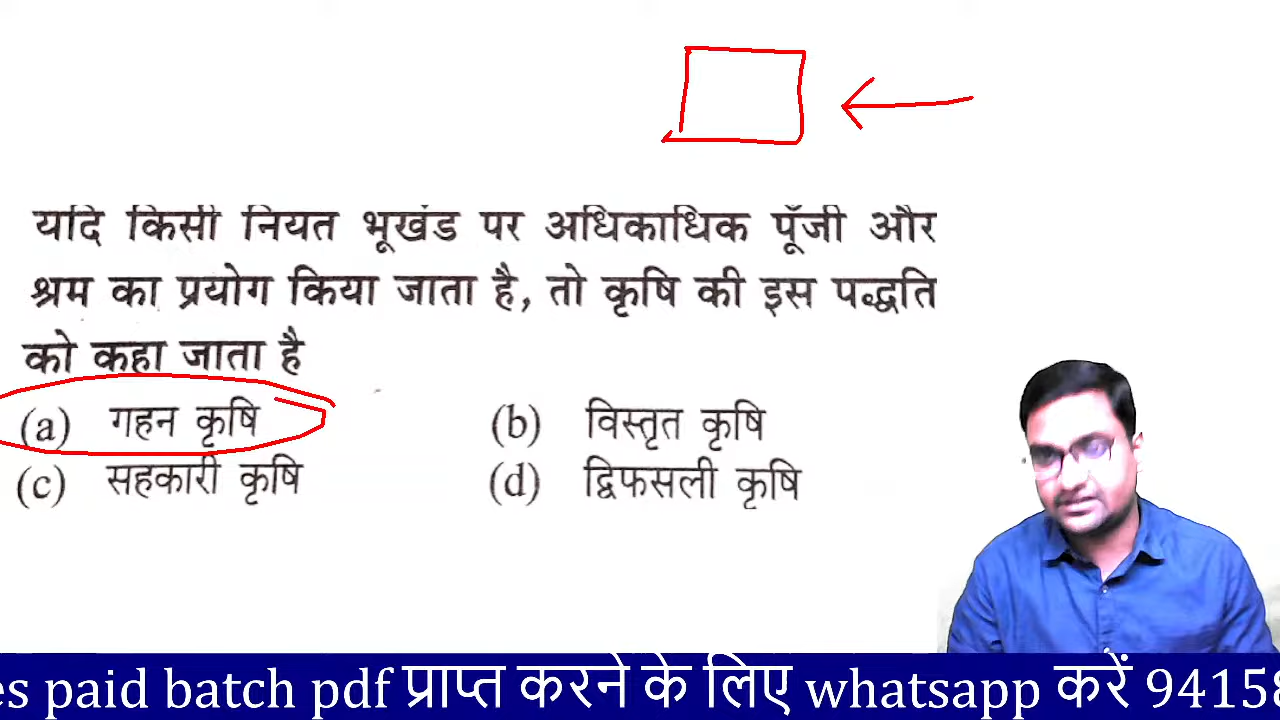 यदि किसी नियत भूखंड पर अधिकाधिक पूँजी और
श्रम का प्रयोग किया जाता है, तो कृषि की इस पद्धति
को कहा जाता है
(a) गहन कृषि (b) विस्तृत कृषि
(c) सहकारी कृषि (d) द्विफसली कृषि
es paid batch pdf प्राप्त करने के लिए whatsapp करें 94158